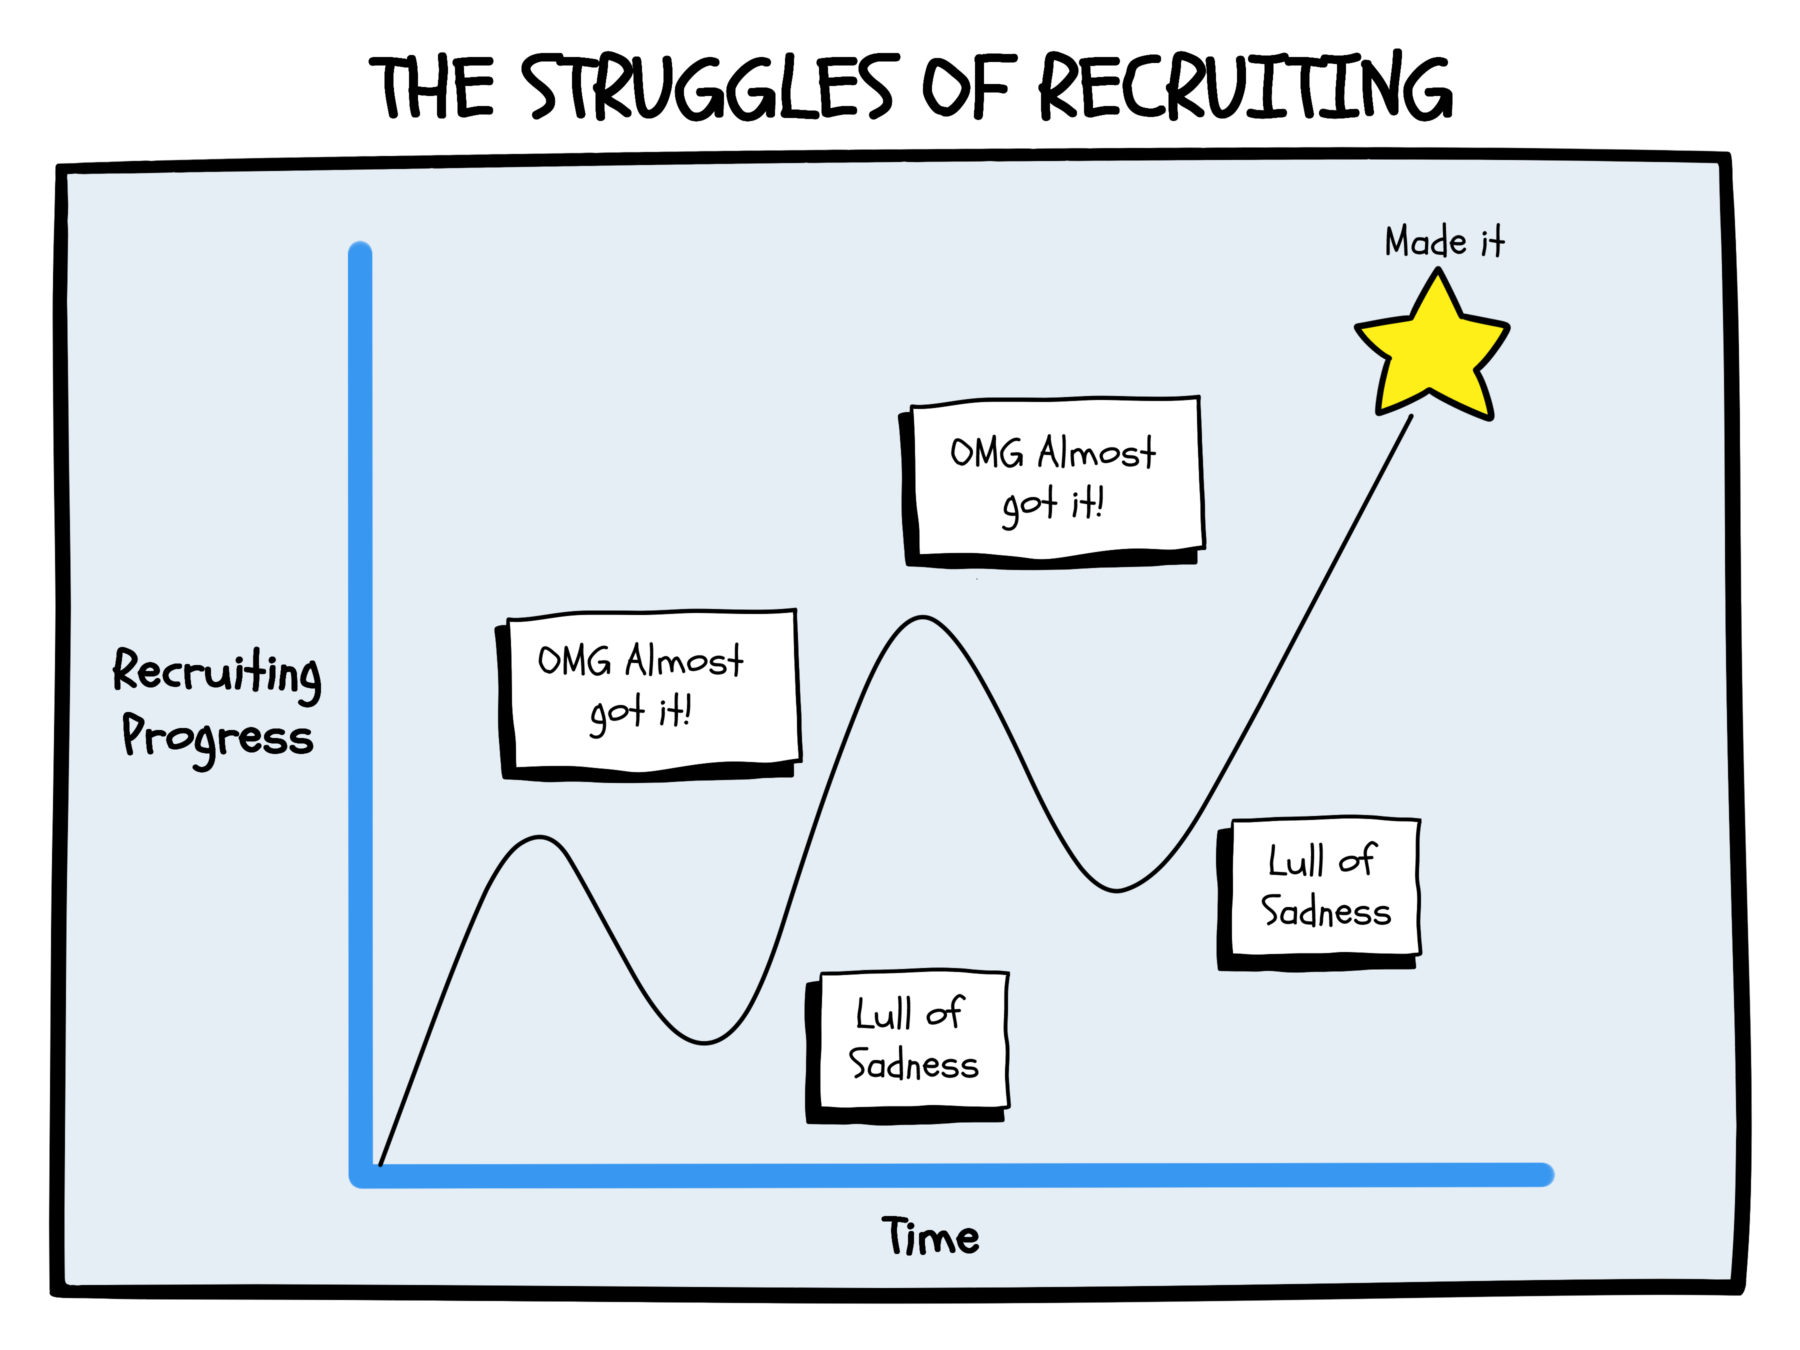 THE STRUGGLES OF RECRUITING
Made it
OMG Almost
got it!
OMG Almost
got it!
Recruiting
Progress
Lull of
Sadness
Lull of
Sadness
Time